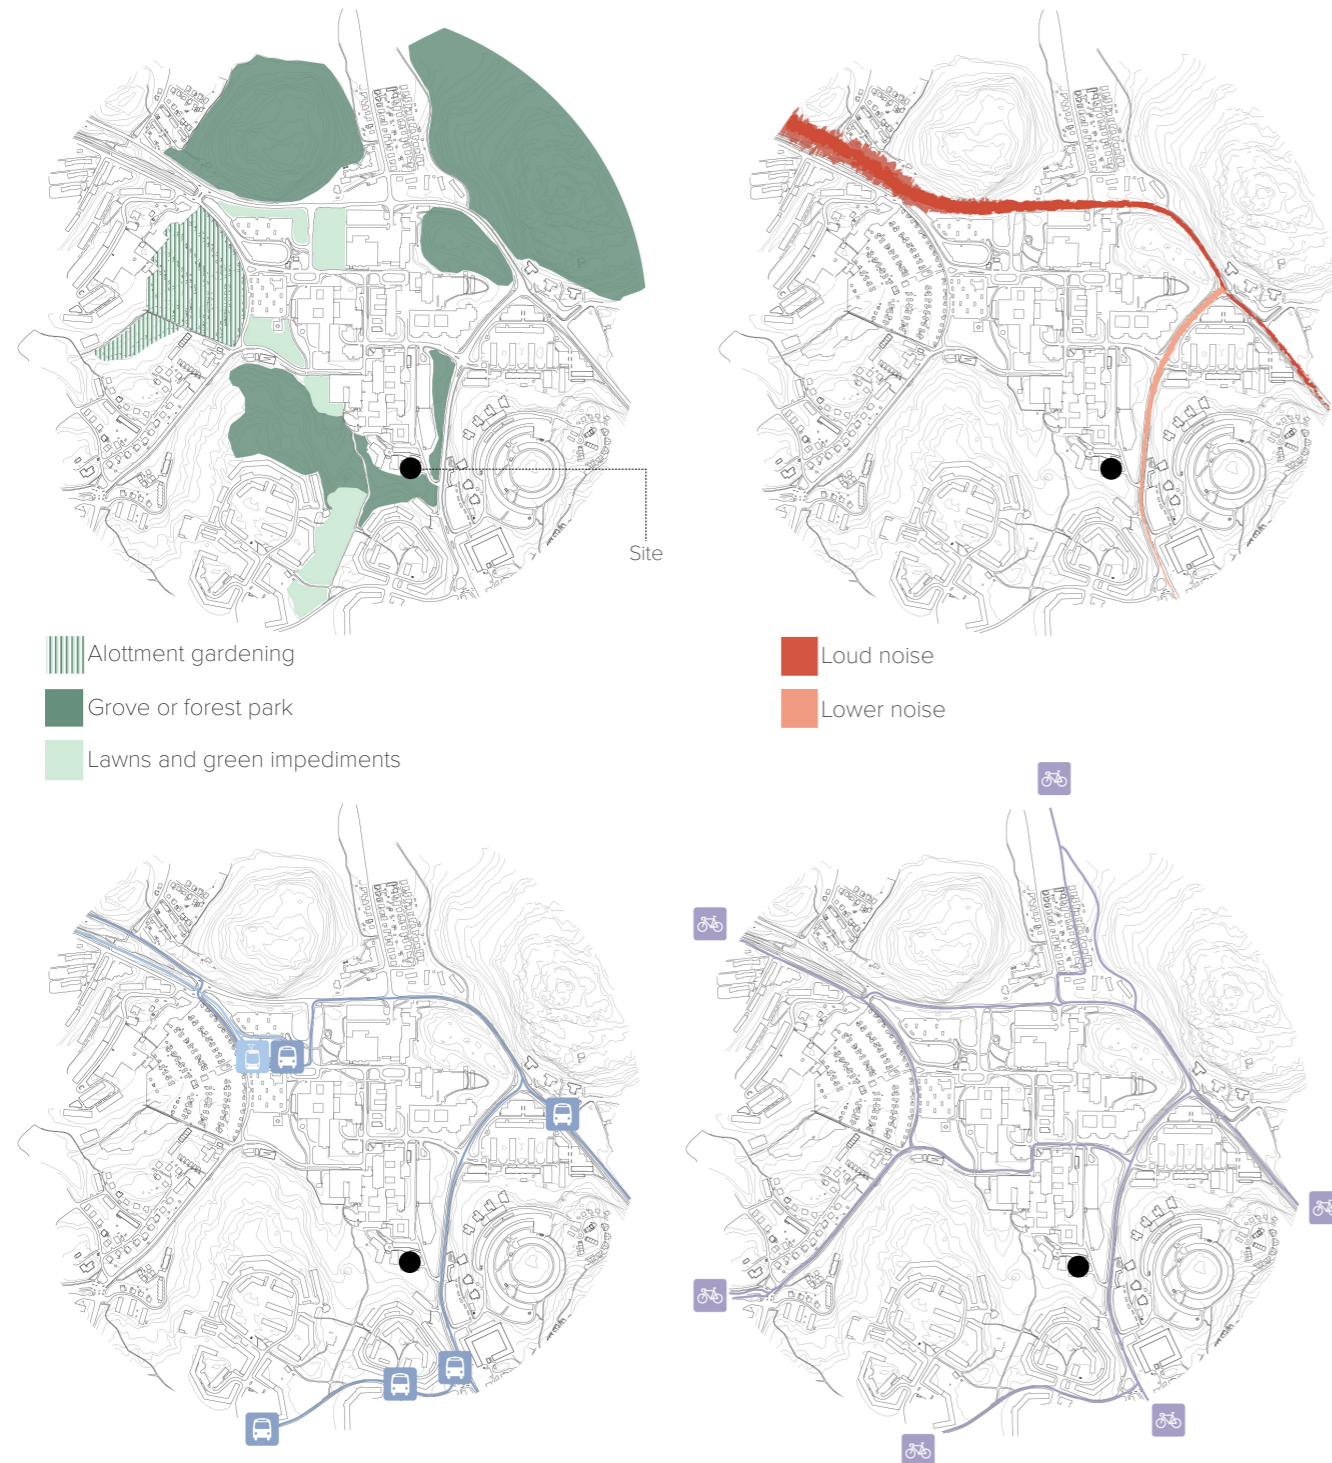 Site
Alottment gardening
Grove or forest park
Lawns and green impediments
Loud noise
Lower noise